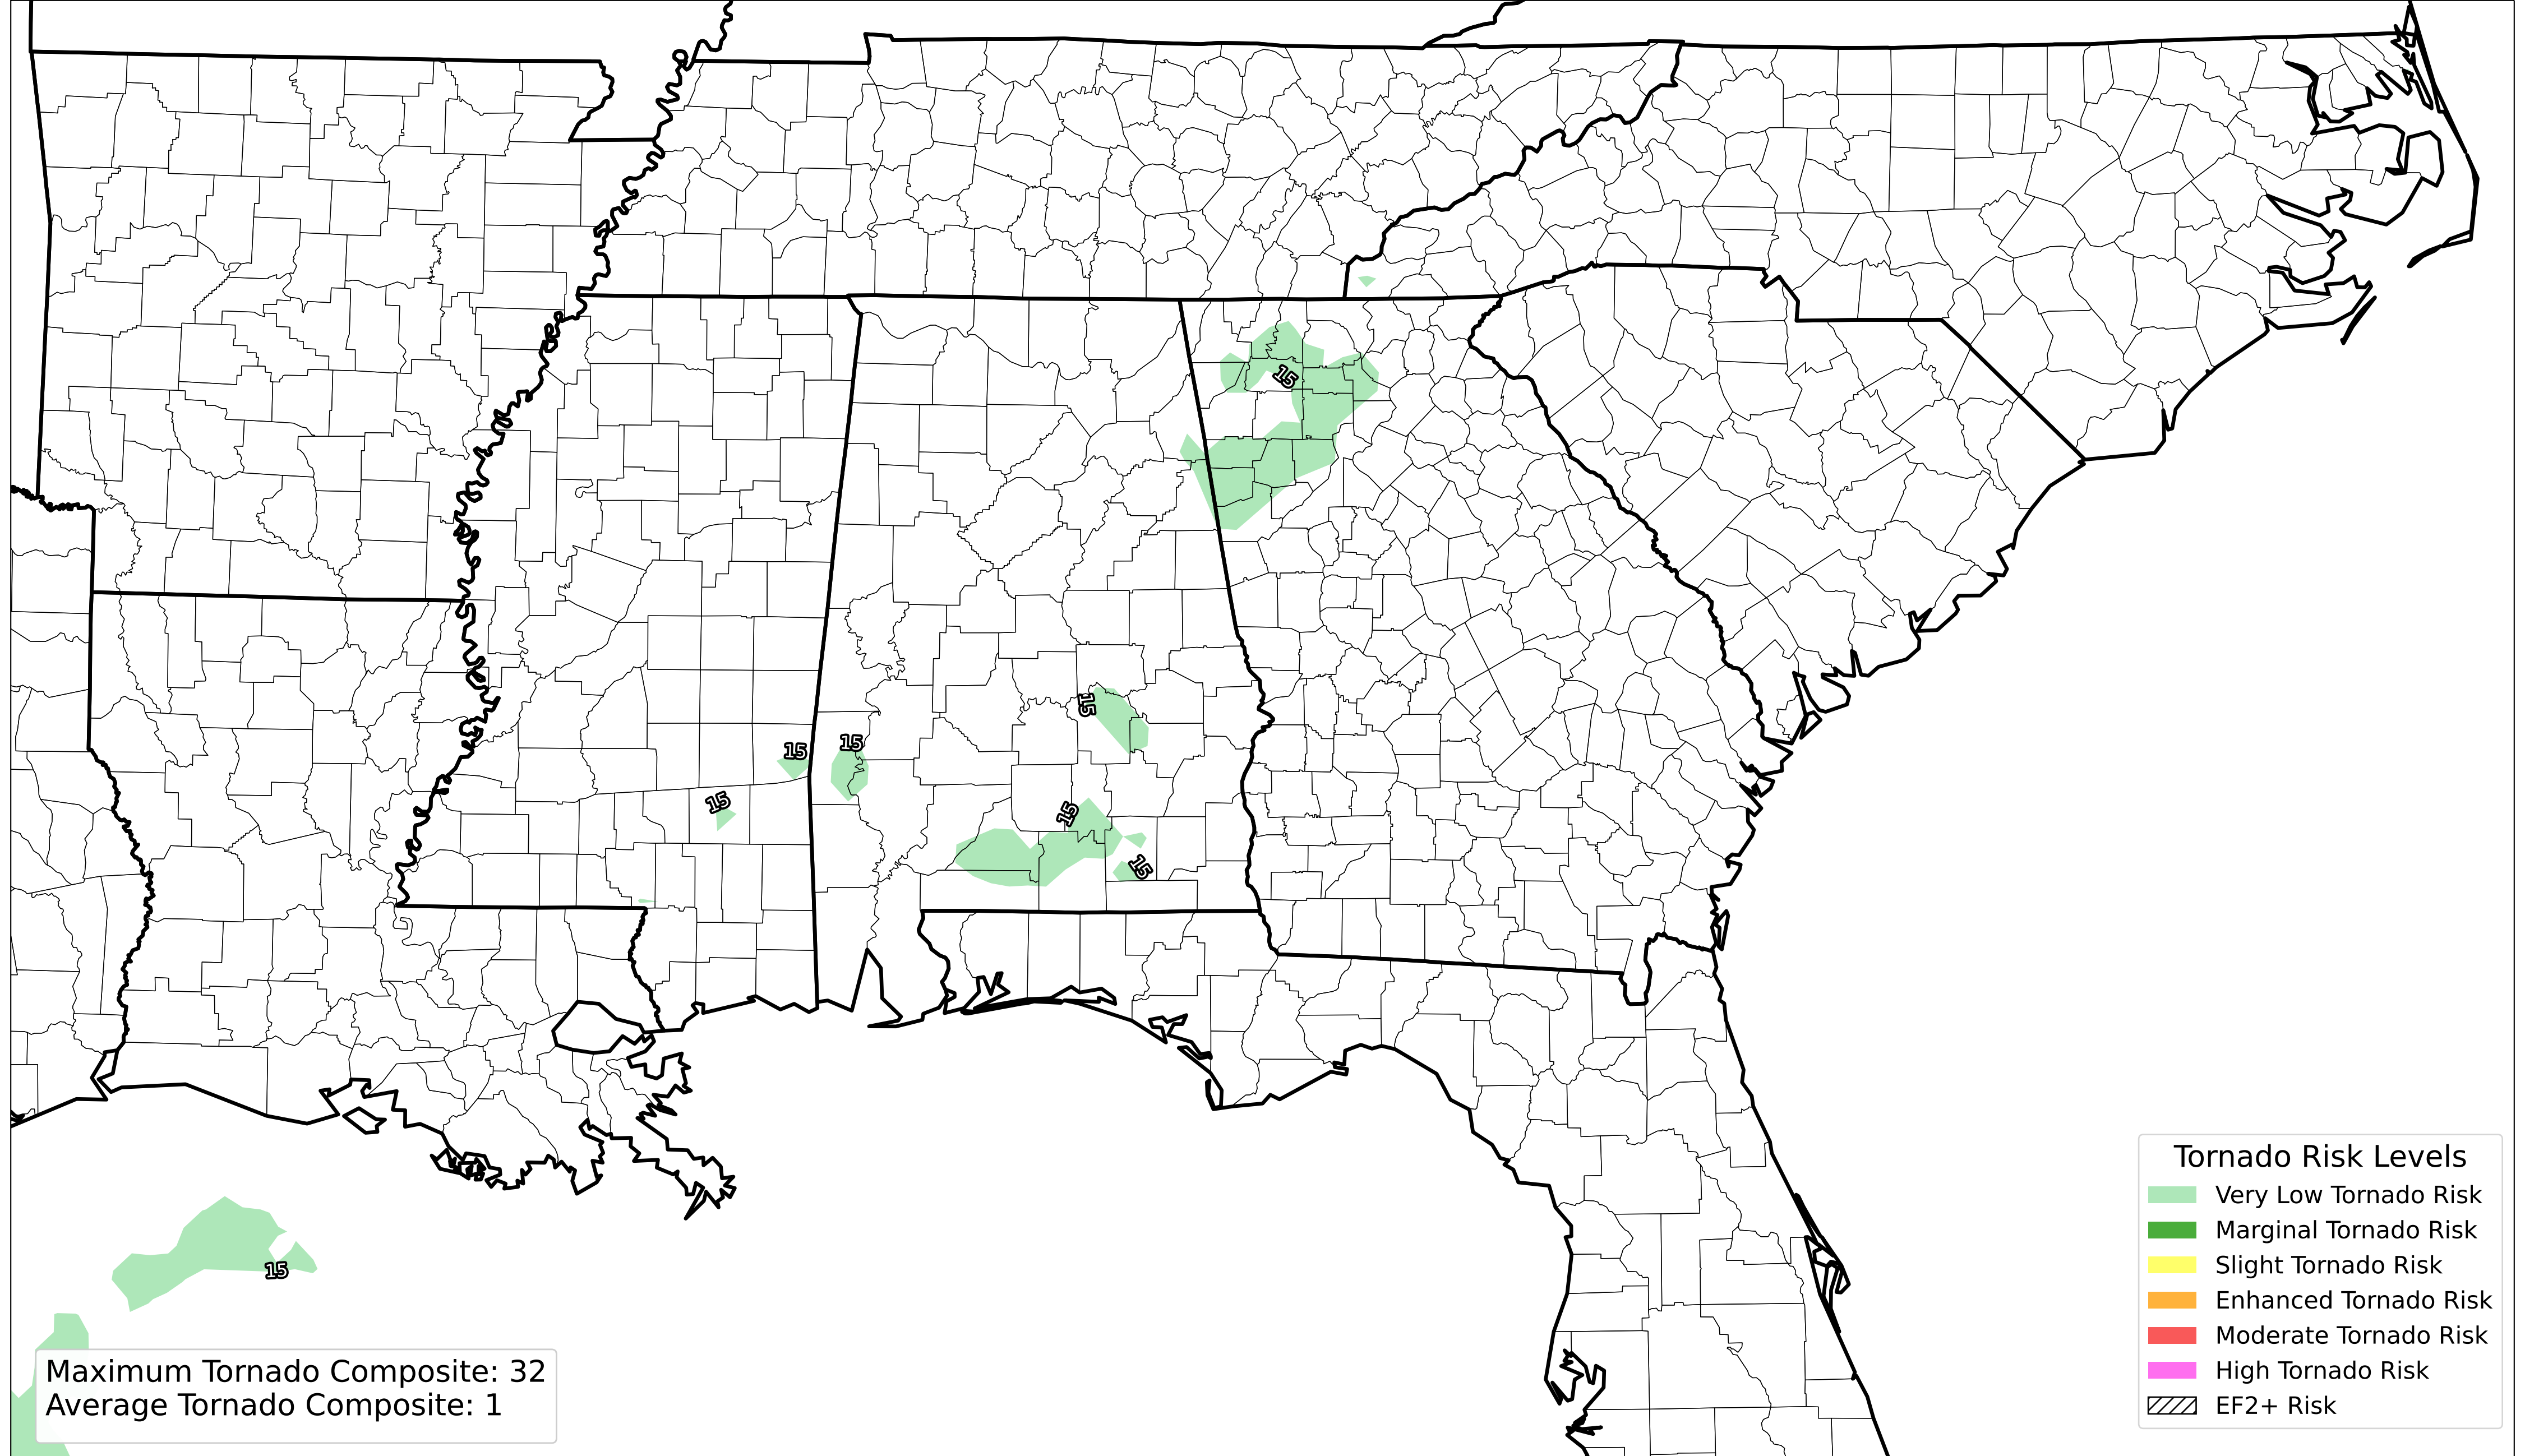 15
15
15
15
15
15
15
15
Tornado Risk Levels
Very Low Tornado Risk
Marginal Tornado Risk
Slight Tornado Risk
Enhanced Tornado Risk
Moderate Tornado Risk
High Tornado Risk
EF2+ Risk
Maximum Tornado Composite: 32
Average Tornado Composite: 1